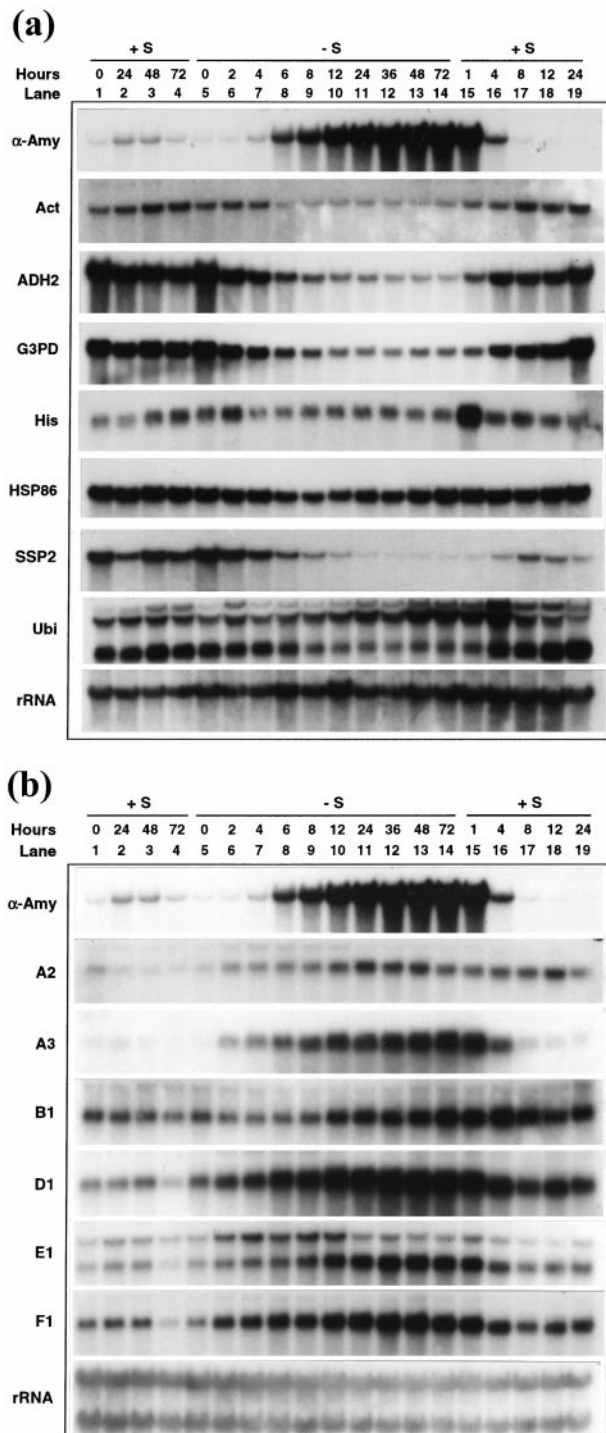 (a)
+ S - S + S
Hours 0 24 48 72 0 2 4 6 8 12 24 36 48 72 1 4 8 12 24
Lane 1 2 3 4 5 6 7 8 9 10 11 12 13 14 15 16 17 18 19
α-Amy
Act
ADH2
G3PD
His
HSP86
SSP2
Ubi
rRNA
(b)
+ S - S + S
Hours 0 24 48 72 0 2 4 6 8 12 24 36 48 72 1 4 8 12 24
Lane 1 2 3 4 5 6 7 8 9 10 11 12 13 14 15 16 17 18 19
α-Amy
A2
A3
B1
D1
E1
F1
rRNA